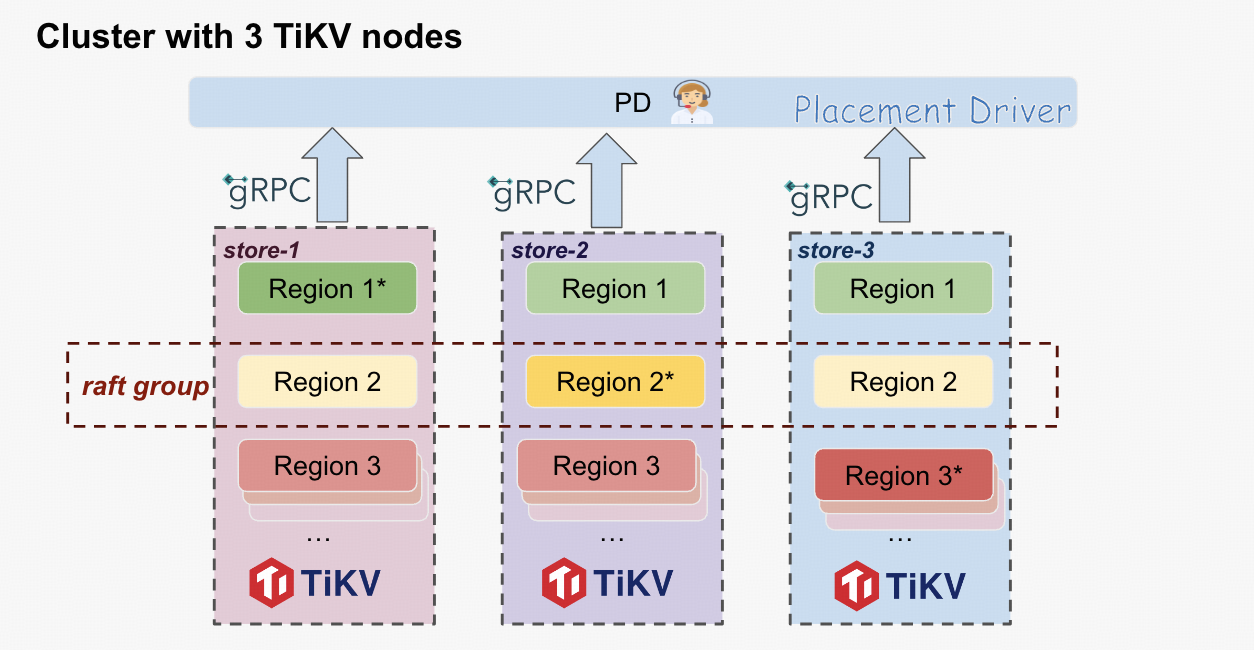 Cluster with 3 TiKV nodes
PD
Placement Driver
gRPC
gRPC
gRPC
store-1
store-2
store-3
Region 1*
Region 1
Region 1
raft group
Region 2
Region 2*
Region 2
Region 3
Region 3
Region 3*
...
...
...
TiKV
TiKV
TiKV